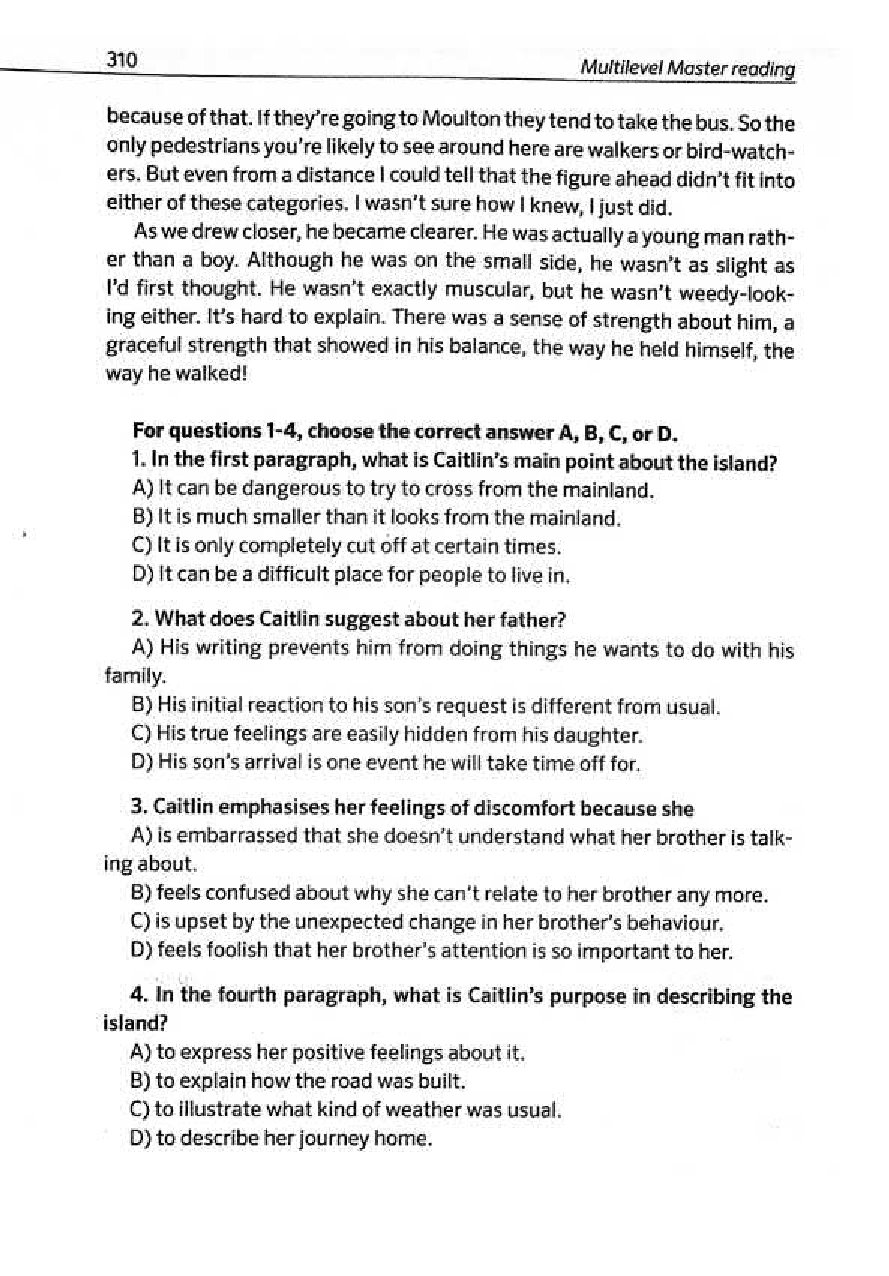 310
Multilevel Master reading
because of that. If they're going to Moulton they tend to take the bus. So the
only pedestrians you're likely to see around here are walkers or bird-watch-
ers. But even from a distance I could tell that the figure ahead didn't fit into
either of these categories. I wasn't sure how I knew, I just did.
As we drew closer, he became clearer. He was actually a young man rath-
er than a boy. Although he was on the small side, he wasn't as slight as
I'd first thought. He wasn't exactly muscular, but he wasn't weedy-look-
ing either. It's hard to explain. There was a sense of strength about him, a
graceful strength that showed in his balance, the way he held himself, the
way he walked!
For questions 1-4, choose the correct answer A, B, C, or D.
1. In the first paragraph, what is Caitlin's main point about the island?
A) It can be dangerous to try to cross from the mainland.
B) It is much smaller than it looks from the mainland.
C) It is only completely cut off at certain times.
D) It can be a difficult place for people to live in.
2. What does Caitlin suggest about her father?
A) His writing prevents him from doing things he wants to do with his
family.
B) His initial reaction to his son's request is different from usual.
C) His true feelings are easily hidden from his daughter.
D) His son's arrival is one event he will take time off for.
3. Caitlin emphasises her feelings of discomfort because she
A) is embarrassed that she doesn't understand what her brother is talk-
ing about.
B) feels confused about why she can't relate to her brother any more.
C) is upset by the unexpected change in her brother's behaviour.
D) feels foolish that her brother's attention is so important to her.
4. In the fourth paragraph, what is Caitlin's purpose in describing the
island?
A) to express her positive feelings about it.
B) to explain how the road was built.
C) to illustrate what kind of weather was usual.
D) to describe her journey home.